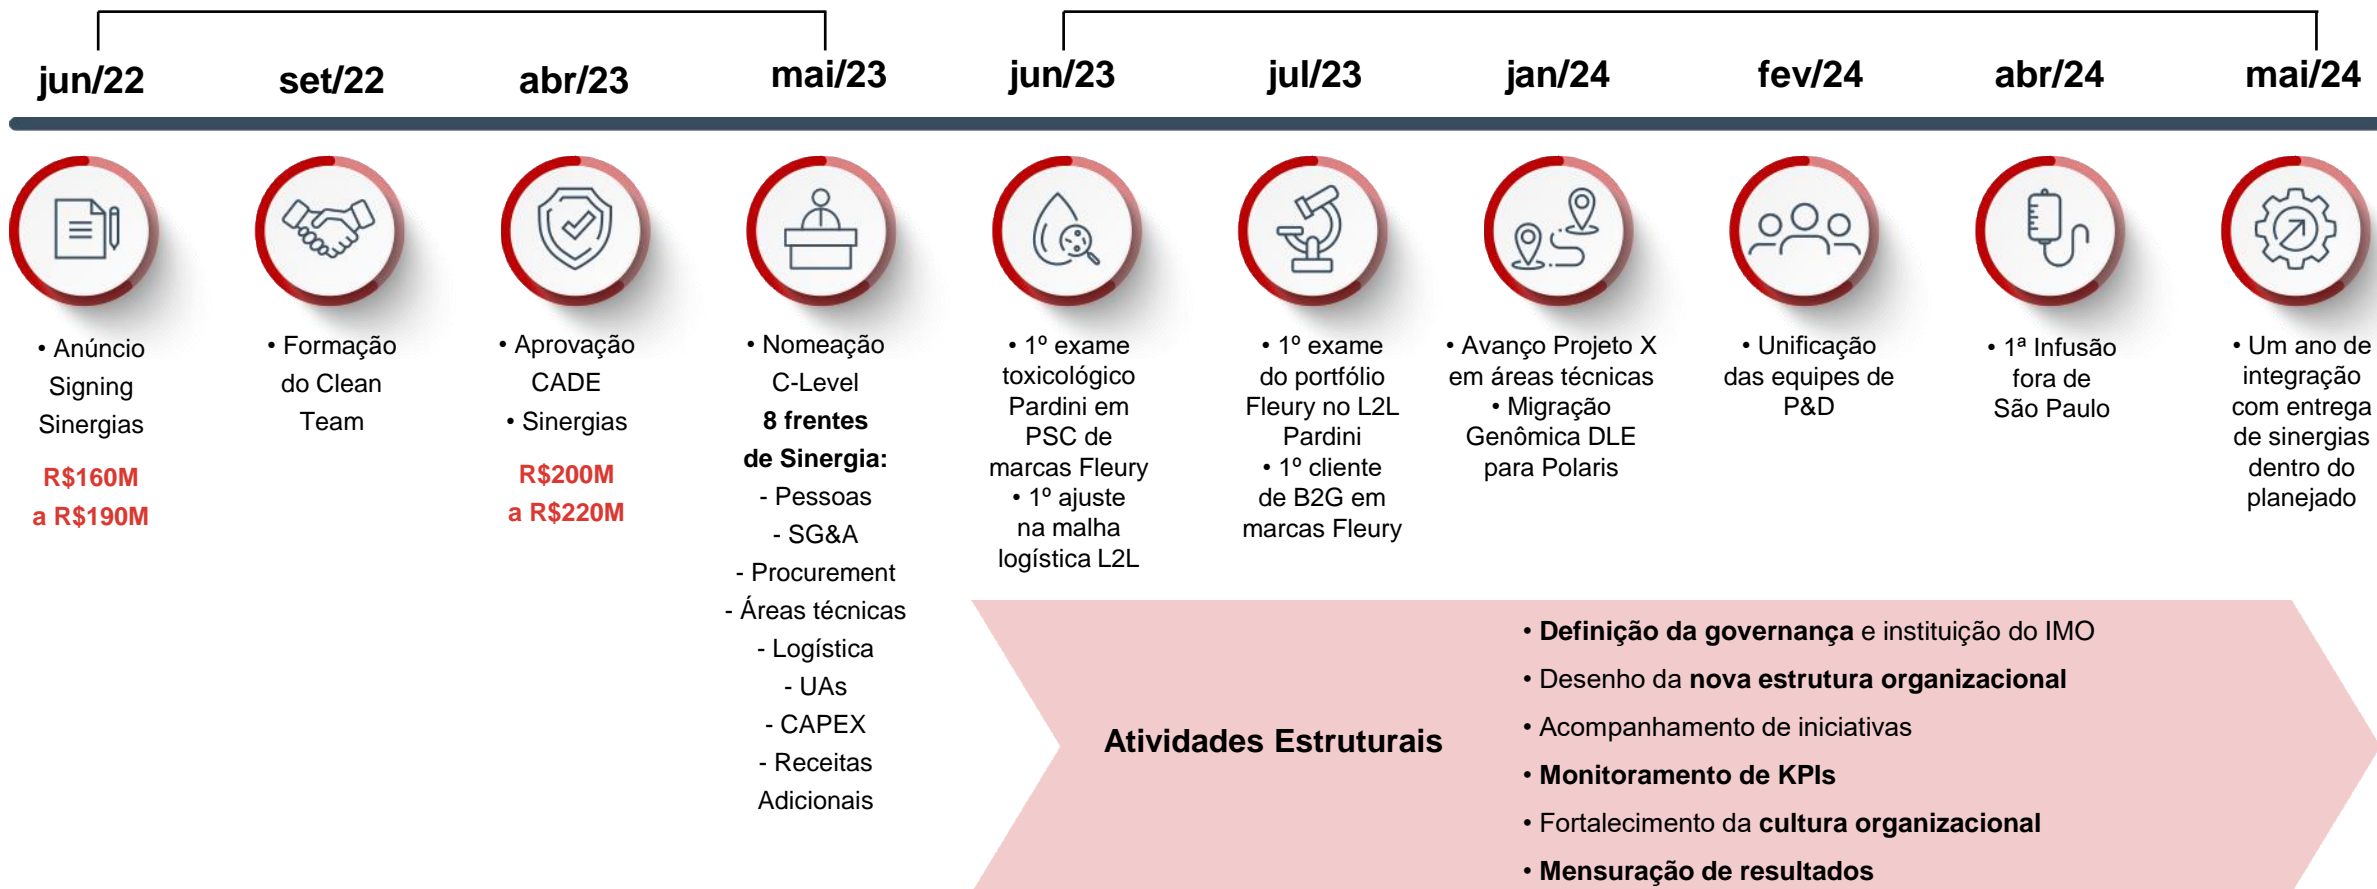 jun/22
set/22
abr/23
mai/23
jun/23
jul/23
jan/24
fev/24
abr/24
mai/24
• Anúncio
Signing
Sinergias
R$160M
a R$190M
• Formação
do Clean
Team
• Aprovação
CADE
• Sinergias
R$200M
a R$220M
• Nomeação
C-Level
8 frentes
de Sinergia:
- Pessoas
- SG&A
- Procurement
- Áreas técnicas
- Logística
- UAs
- CAPEX
- Receitas
Adicionais
• 1º exame
toxicológico
Pardini em
PSC de
marcas Fleury
• 1º ajuste
na malha
logística L2L
• 1º exame
do portfólio
Fleury no L2L
Pardini
• 1º cliente
de B2G em
marcas Fleury
• Avanço Projeto X
em áreas técnicas
• Migração
Genômica DLE
para Polaris
• Unificação
das equipes de
P&D
• 1ª Infusão
fora de
São Paulo
• Um ano de
integração
com entrega
de sinergias
dentro do
planejado
Atividades Estruturais
• Definição da governança e instituição do IMO
• Desenho da nova estrutura organizacional
• Acompanhamento de iniciativas
• Monitoramento de KPIs
• Fortalecimento da cultura organizacional
• Mensuração de resultados